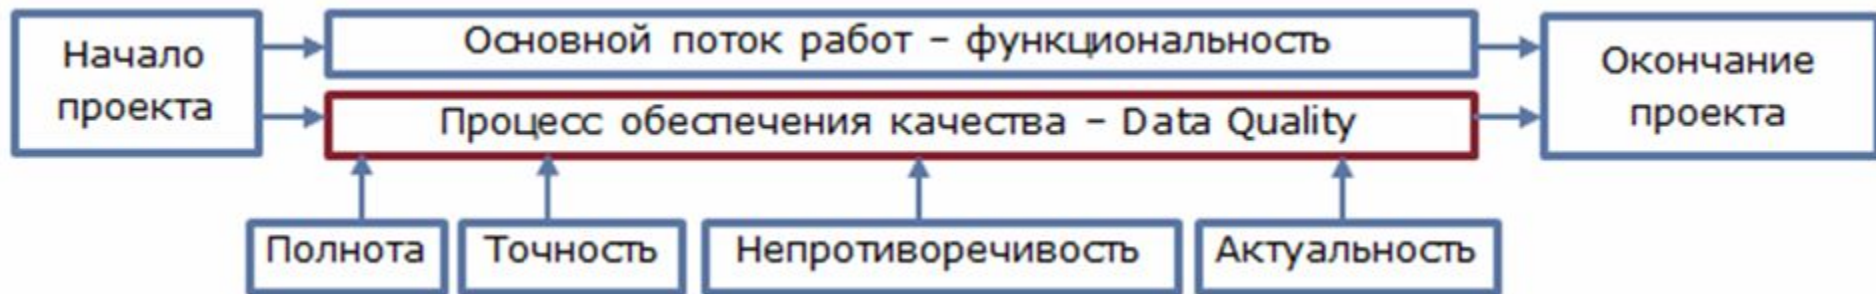 Начало
проекта
Основной поток работ – функциональность
Процесс обеспечения качества – Data Quality
Окончание
проекта
Полнота
Точность
Непротиворечивость
Актуальность